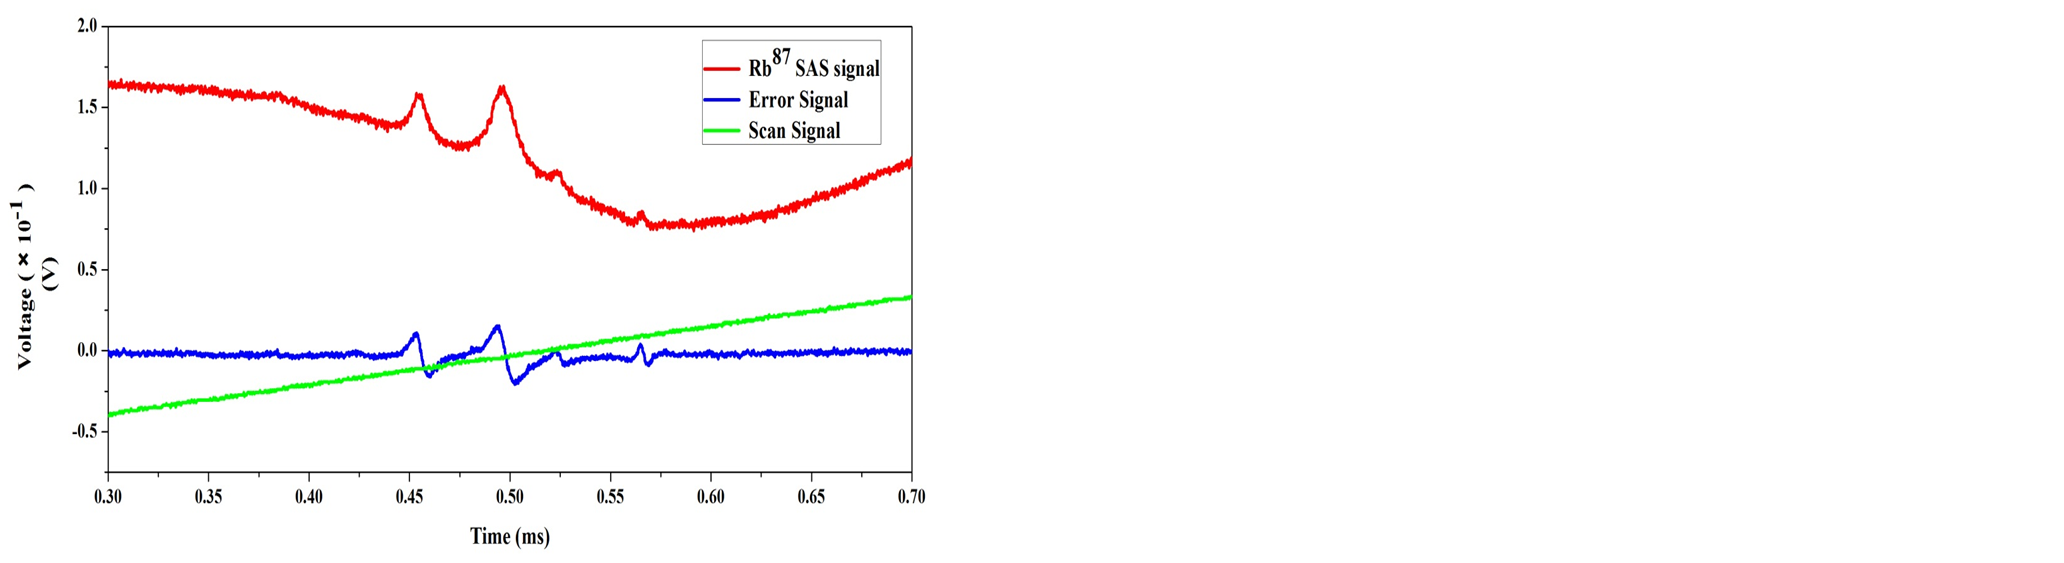 2.0
1.5
1.0
0.5
0.0
-0.5
Voltage ( × 10-1 )
(V)
Rb87 SAS signal
Error Signal
Scan Signal
0.30 0.35 0.40 0.45 0.50 0.55 0.60 0.65 0.70
Time (ms)